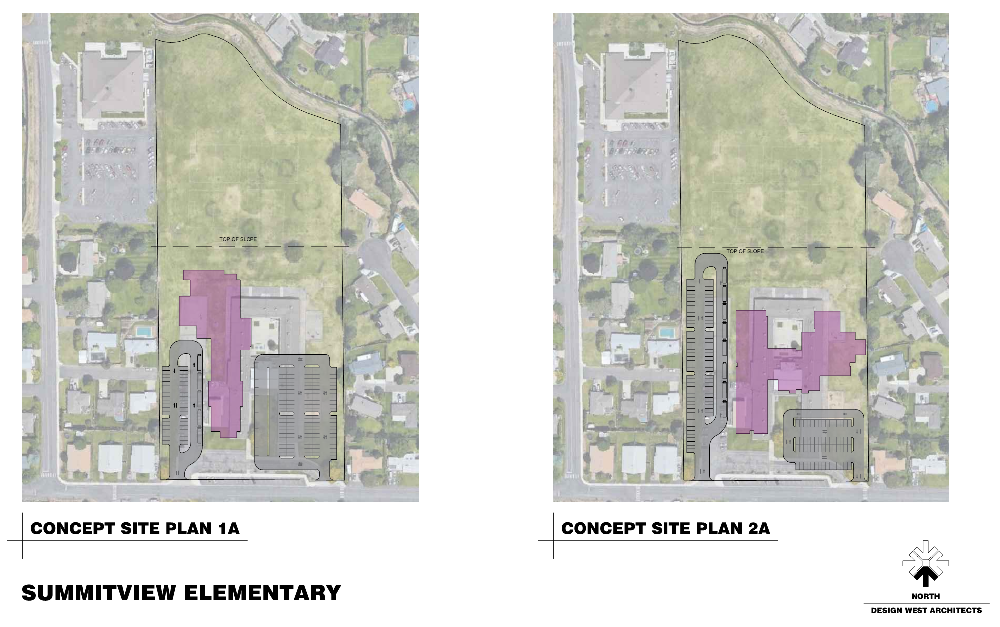 TOP OF SLOPE
TOP OF SLOPE
CONCEPT SITE PLAN 1A
CONCEPT SITE PLAN 2A
SUMMITVIEW ELEMENTARY
NORTH
DESIGN WEST ARCHITECTS